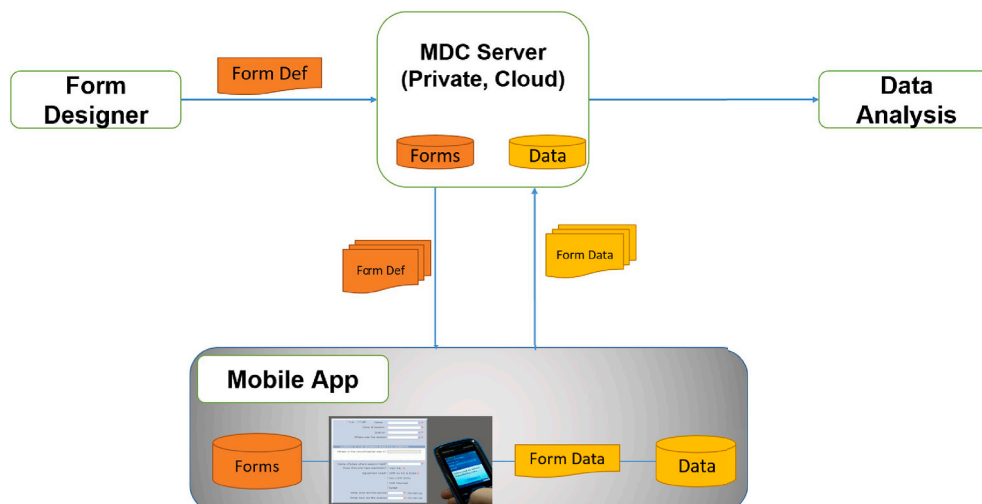 MDC Server
(Private, Cloud)
Form Def
Form
Designer
Data
Analysis
Forms
Data
Form Def
Form Data
Mobile App
Forms
Form Data
Data